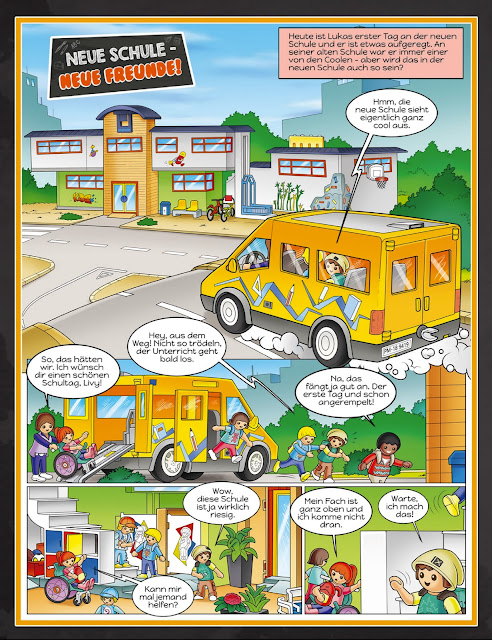 NEUE SCHULE -
NEUE FREUNDE!
Heute ist Lukas erster Tag an der neuen
Schule und er ist etwas aufgeregt. An
seiner alten Schule war er immer einer
von den Coolen - aber wird das in der
neuen Schule auch so sein?
Hmm, die
neue Schule sieht
eigentlich ganz
cool aus.
PM-18 9419
So, das hätten
wir. Ich wünsch
dir einen schönen
Schultag, Livy!
Hey, aus dem
Weg! Nicht so trödeln,
der Unterricht geht
bald los.
Na, das
fängt ja gut an. Der
erste Tag und schon
angerempelt!
Wow,
diese Schule
ist ja wirklich
riesig.
Kann mir
mal jemand
helfen?
Mein Fach ist
ganz oben und
ich komme nicht
dran.
Warte,
ich mach
das!